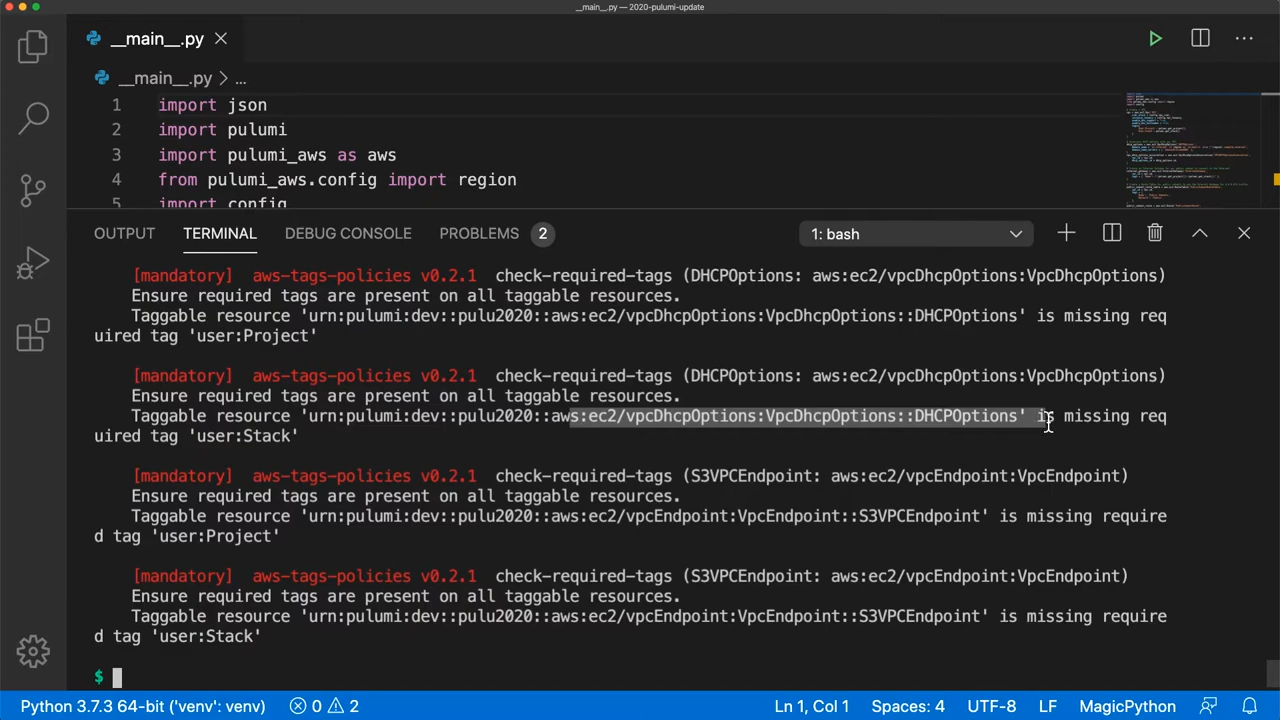 __main__.py — 2020-pulumi-update
__main__.py
__main__.py > ...
1 import json
2 import pulumi
3 import pulumi_aws as aws
4 from pulumi_aws.config import region
5 import config
OUTPUT TERMINAL DEBUG CONSOLE PROBLEMS 2 1: bash
[mandatory] aws-tags-policies v0.2.1 check-required-tags (DHCPOptions: aws:ec2/vpcDhcpOptions:VpcDhcpOptions)
Ensure required tags are present on all taggable resources.
Taggable resource 'urn:pulumi:dev::pulu2020::aws:ec2/vpcDhcpOptions:VpcDhcpOptions::DHCPOptions' is missing req
uired tag 'user:Project'
[mandatory] aws-tags-policies v0.2.1 check-required-tags (DHCPOptions: aws:ec2/vpcDhcpOptions:VpcDhcpOptions)
Ensure required tags are present on all taggable resources.
Taggable resource 'urn:pulumi:dev::pulu2020::aws:ec2/vpcDhcpOptions:VpcDhcpOptions::DHCPOptions' is missing req
uired tag 'user:Stack'
[mandatory] aws-tags-policies v0.2.1 check-required-tags (S3VPCEndpoint: aws:ec2/vpcEndpoint:VpcEndpoint)
Ensure required tags are present on all taggable resources.
Taggable resource 'urn:pulumi:dev::pulu2020::aws:ec2/vpcEndpoint:VpcEndpoint::S3VPCEndpoint' is missing require
d tag 'user:Project'
[mandatory] aws-tags-policies v0.2.1 check-required-tags (S3VPCEndpoint: aws:ec2/vpcEndpoint:VpcEndpoint)
Ensure required tags are present on all taggable resources.
Taggable resource 'urn:pulumi:dev::pulu2020::aws:ec2/vpcEndpoint:VpcEndpoint::S3VPCEndpoint' is missing require
d tag 'user:Stack'
$
Python 3.7.3 64-bit ('venv': venv) 0 2 Ln 1, Col 1 Spaces: 4 UTF-8 LF MagicPython